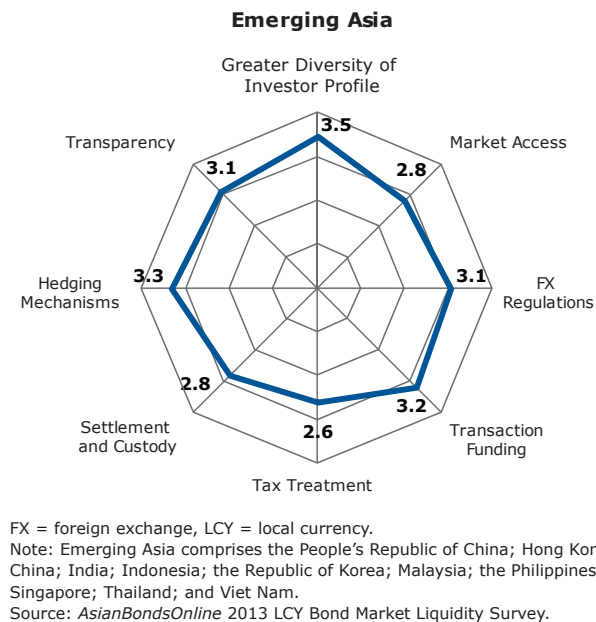 Emerging Asia
Greater Diversity of
Investor Profile
3.5
Transparency
Market Access
3.1
2.8
Hedging
Mechanisms
3.3
3.1
FX
Regulations
2.8
3.2
Settlement
and Custody
2.6
Transaction
Funding
Tax Treatment
FX = foreign exchange, LCY = local currency.
Note: Emerging Asia comprises the People's Republic of China; Hong Kor
China; India; Indonesia; the Republic of Korea; Malaysia; the Philippines
Singapore; Thailand; and Viet Nam.
Source: AsianBondsOnline 2013 LCY Bond Market Liquidity Survey.